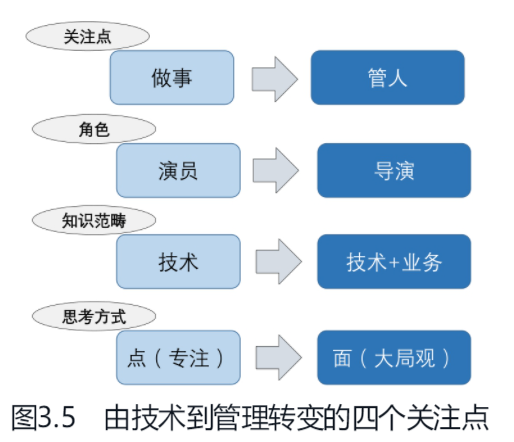 关注点
做事 管人
角色
演员 导演
知识范畴
技术 技术+业务
思考方式
点（专注） 面（大局观）
图3.5 由技术到管理转变的四个关注点